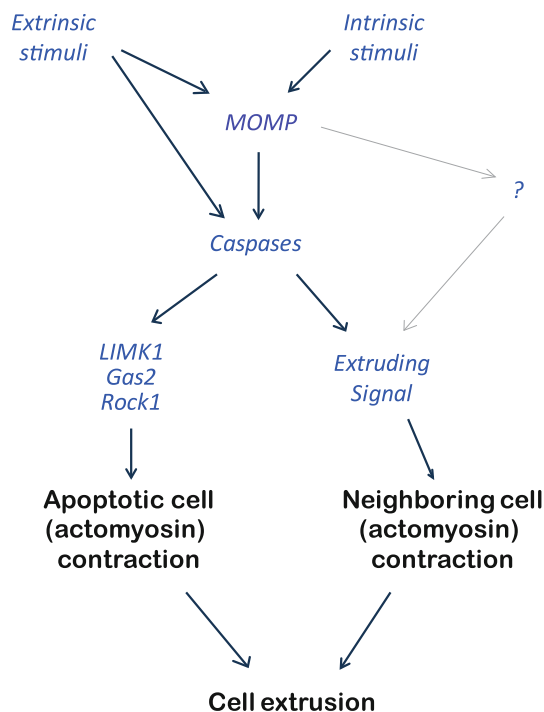 Extrinsic
stimuli
Intrinsic
stimuli
MOMP
?
Caspases
LIMK1
Gas2
Rock1
Extruding
Signal
Apoptotic cell
(actomyosin)
contraction
Neighboring cell
(actomyosin)
contraction
Cell extrusion